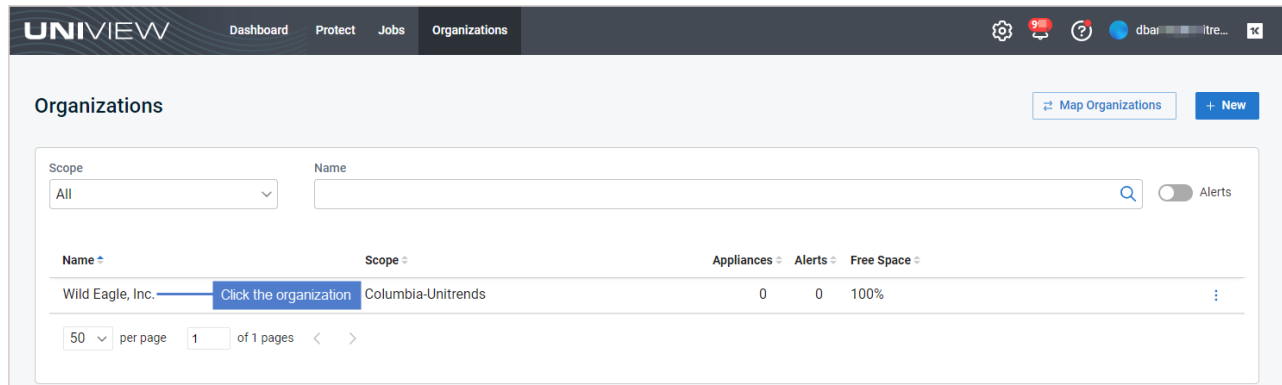 UNIVIEW Dashboard Protect Jobs Organizations
Organizations Map Organizations + New
Scope Name
All Alerts
Name Scope Appliances Alerts Free Space
Wild Eagle, Inc. Click the organization Columbia-Unitrends 0 0 100%
50 per page 1 of 1 pages